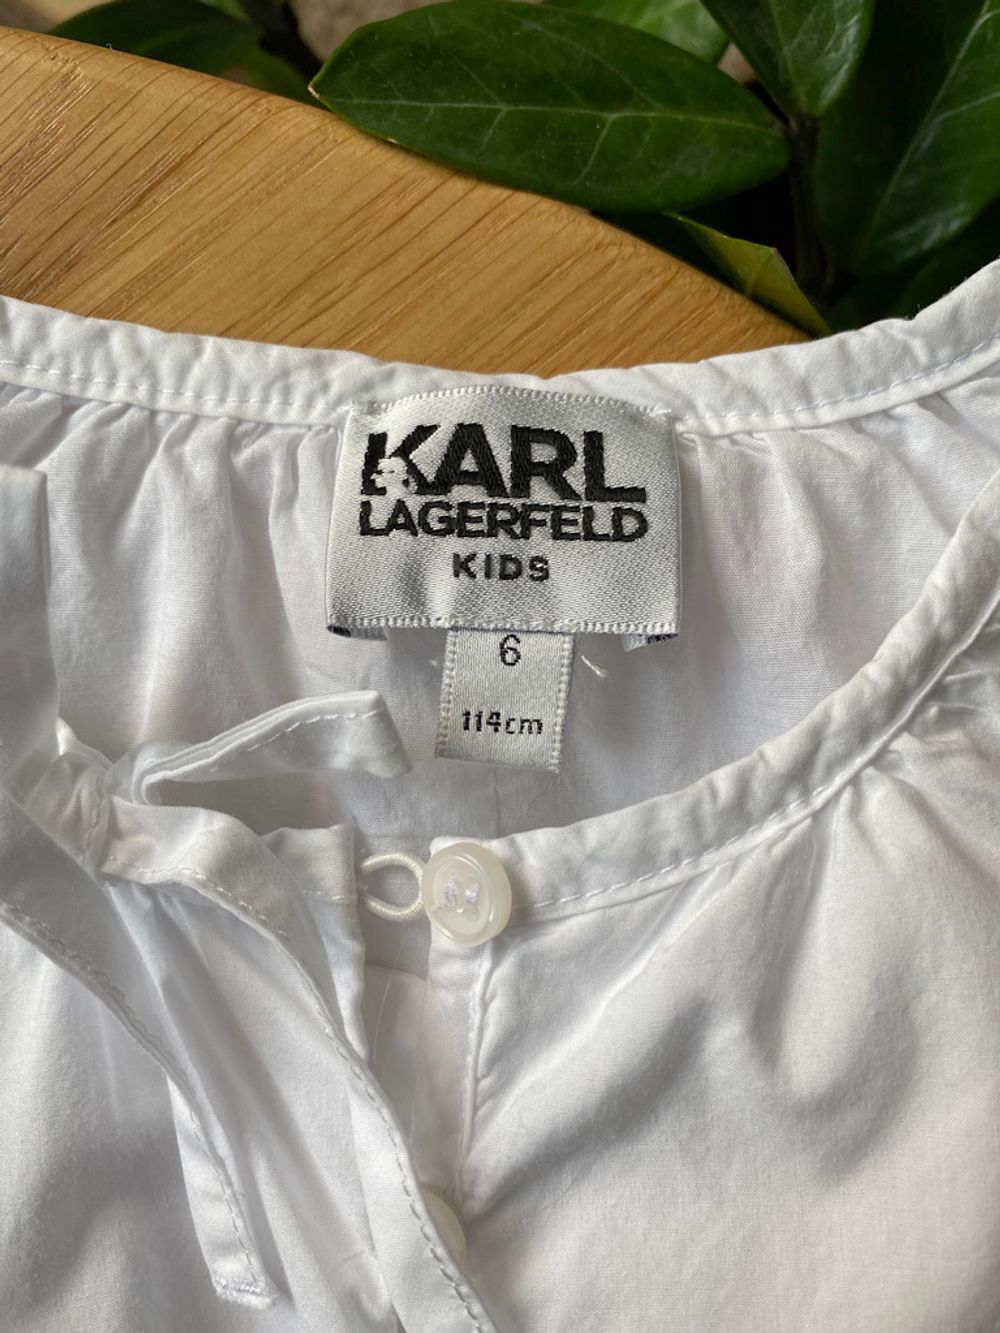 KARL
LAGERFELD
KIDS
6
114cm